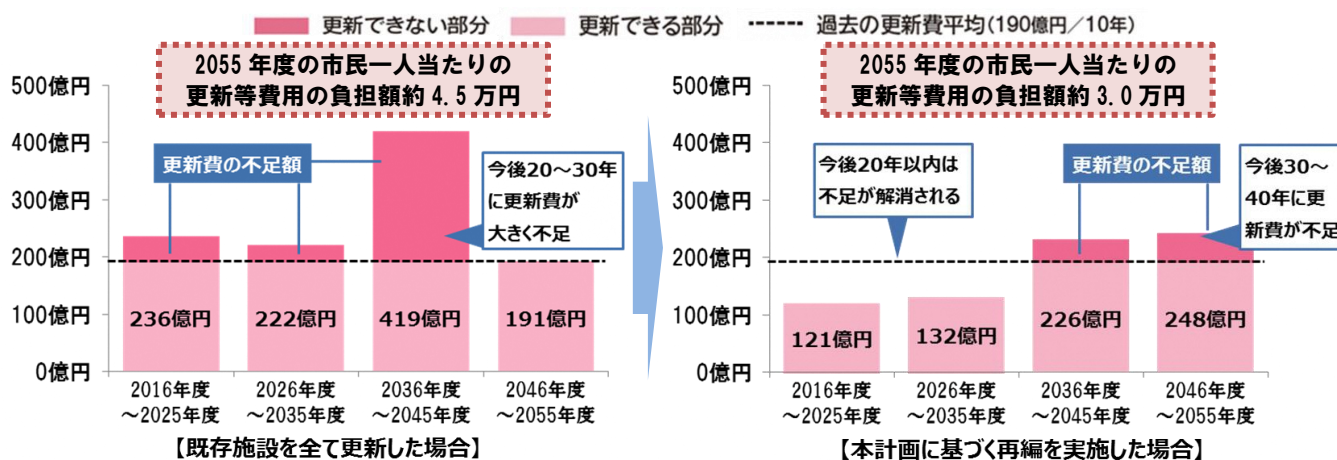 更新できない部分 更新できる部分 過去の更新費平均(190億円／10年)
2055 年度の市民一人当たりの
更新等費用の負担額約 4.5 万円
500億円
400億円
300億円
200億円
100億円
0億円
更新費の不足額
今後20～30年
に更新費が
大きく不足
236億円
222億円
419億円
191億円
2016年度
～2025年度
2026年度
～2035年度
2036年度
～2045年度
2046年度
～2055年度
【既存施設を全て更新した場合】
2055 年度の市民一人当たりの
更新等費用の負担額約 3.0 万円
500億円
400億円
300億円
200億円
100億円
0億円
今後20年以内は
不足が解消される
更新費の不足額
今後30～
40年に更
新費が不足
121億円
132億円
226億円
248億円
2016年度
～2025年度
2026年度
～2035年度
2036年度
～2045年度
2046年度
～2055年度
【本計画に基づく再編を実施した場合】